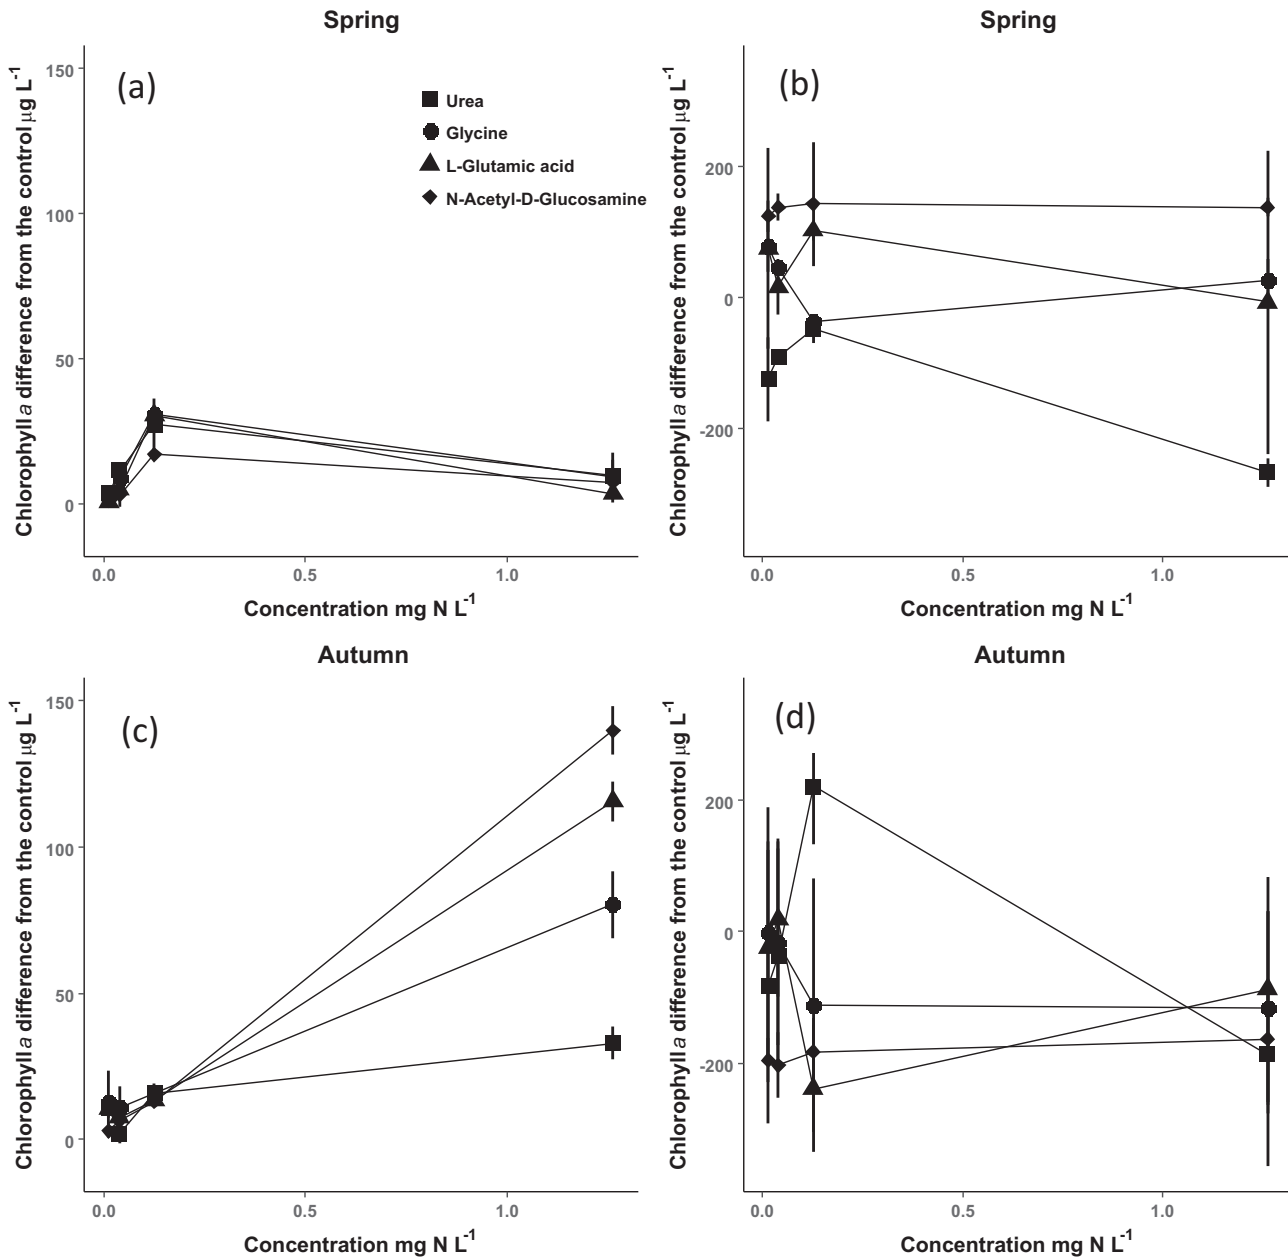 Spring
Chlorophyll a difference from the control µg L-1
150
100
50
0
(a)
Urea
Glycine
L-Glutamic acid
N-Acetyl-D-Glucosamine
0.0 0.5 1.0
Concentration mg N L-1
Spring
Chlorophyll a difference from the control µg L-1
200
0
-200
(b)
0.0 0.5 1.0
Concentration mg N L-1
Autumn
Chlorophyll a difference from the control µg L-1
150
100
50
0
(c)
0.0 0.5 1.0
Concentration mg N L-1
Autumn
Chlorophyll a difference from the control µg L-1
200
0
-200
(d)
0.0 0.5 1.0
Concentration mg N L-1